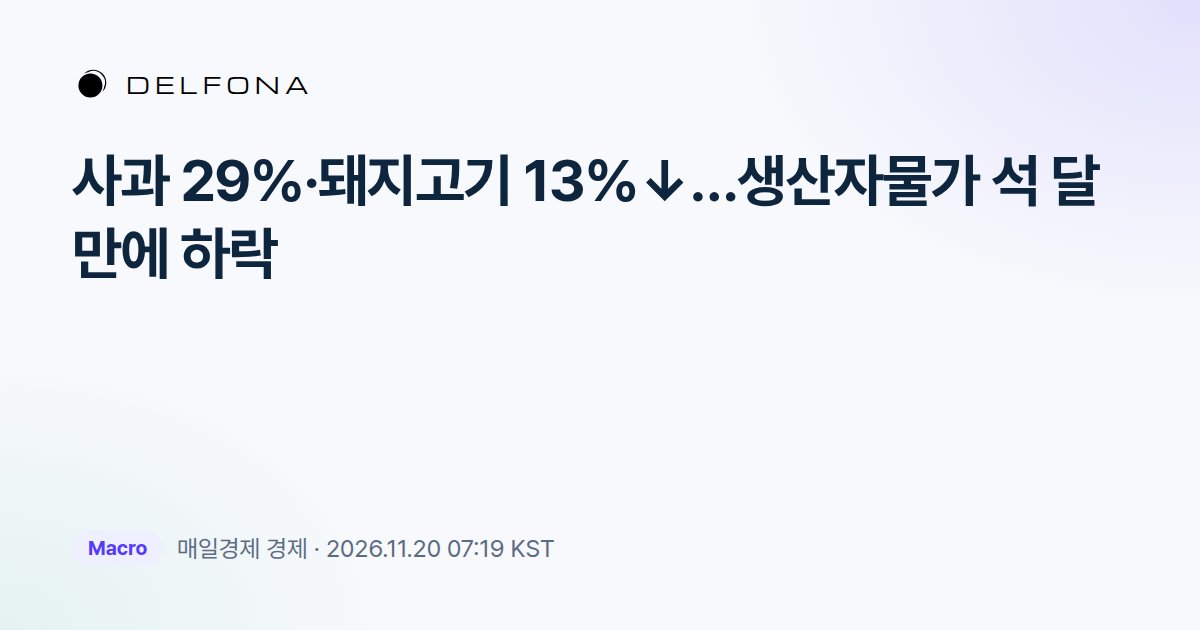 DELFONA
사과 29%·돼지고기 13%↓…생산자물가 석 달
만에 하락
Macro 매일경제 경제 · 2026.11.20 07:19 KST